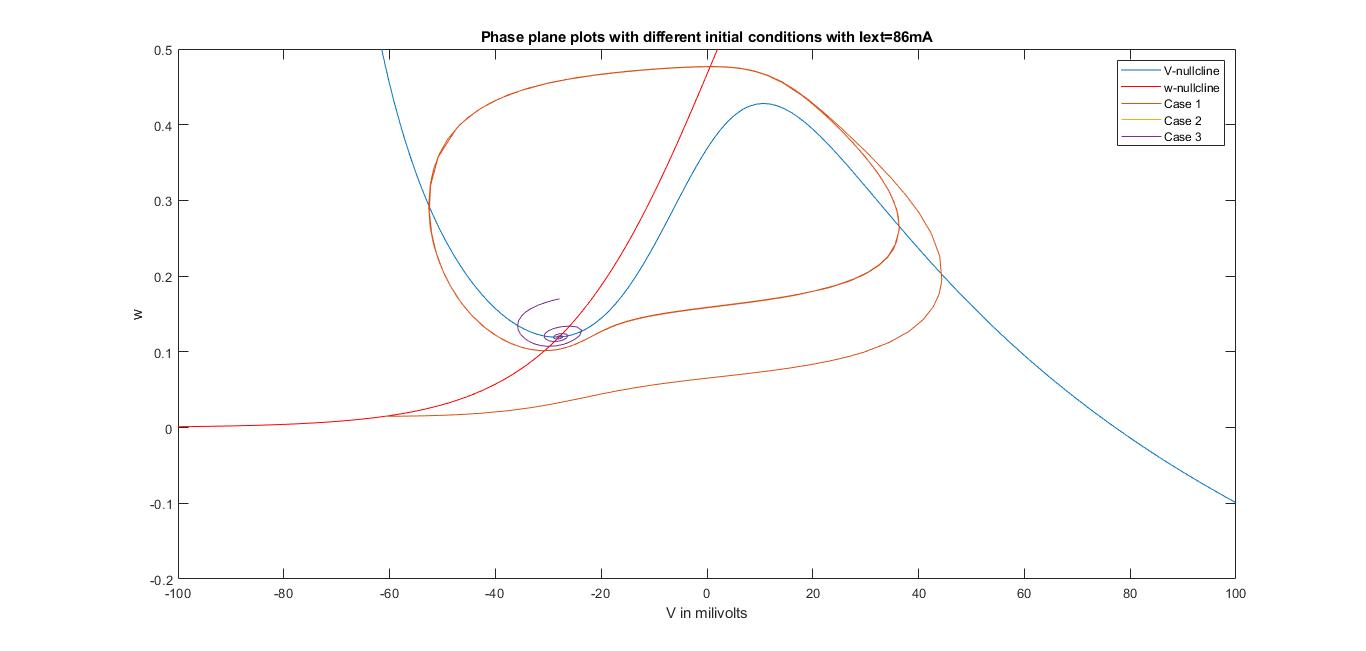 Phase plane plots with different initial conditions with Iext=86mA
V-nullcline
w-nullcline
Case 1
Case 2
Case 3
0.5
0.4
0.3
0.2
0.1
0
-0.1
-0.2
w
-100 -80 -60 -40 -20 0 20 40 60 80 100
V in milivolts